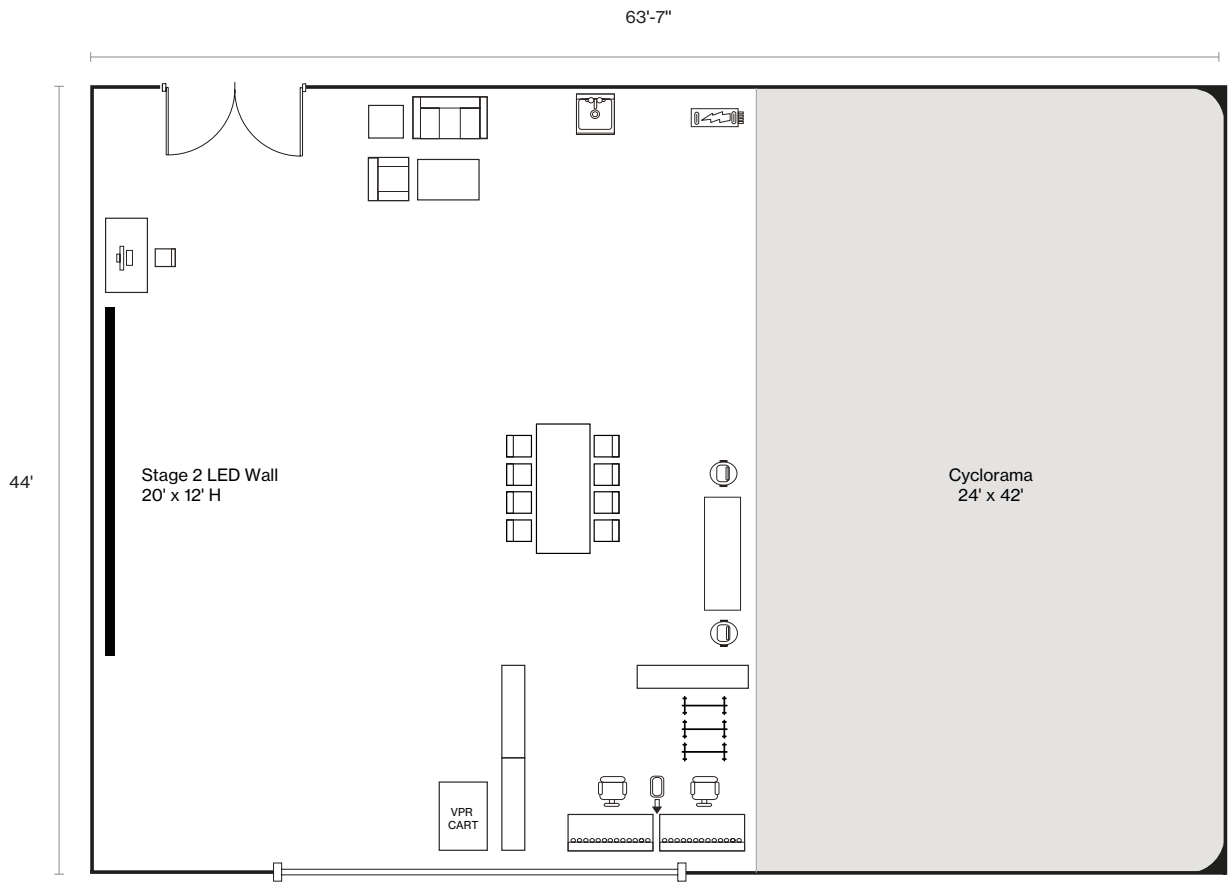 63'-7"
44'
Stage 2 LED Wall
20' x 12' H
Cyclorama
24' x 42'
VPR
CART